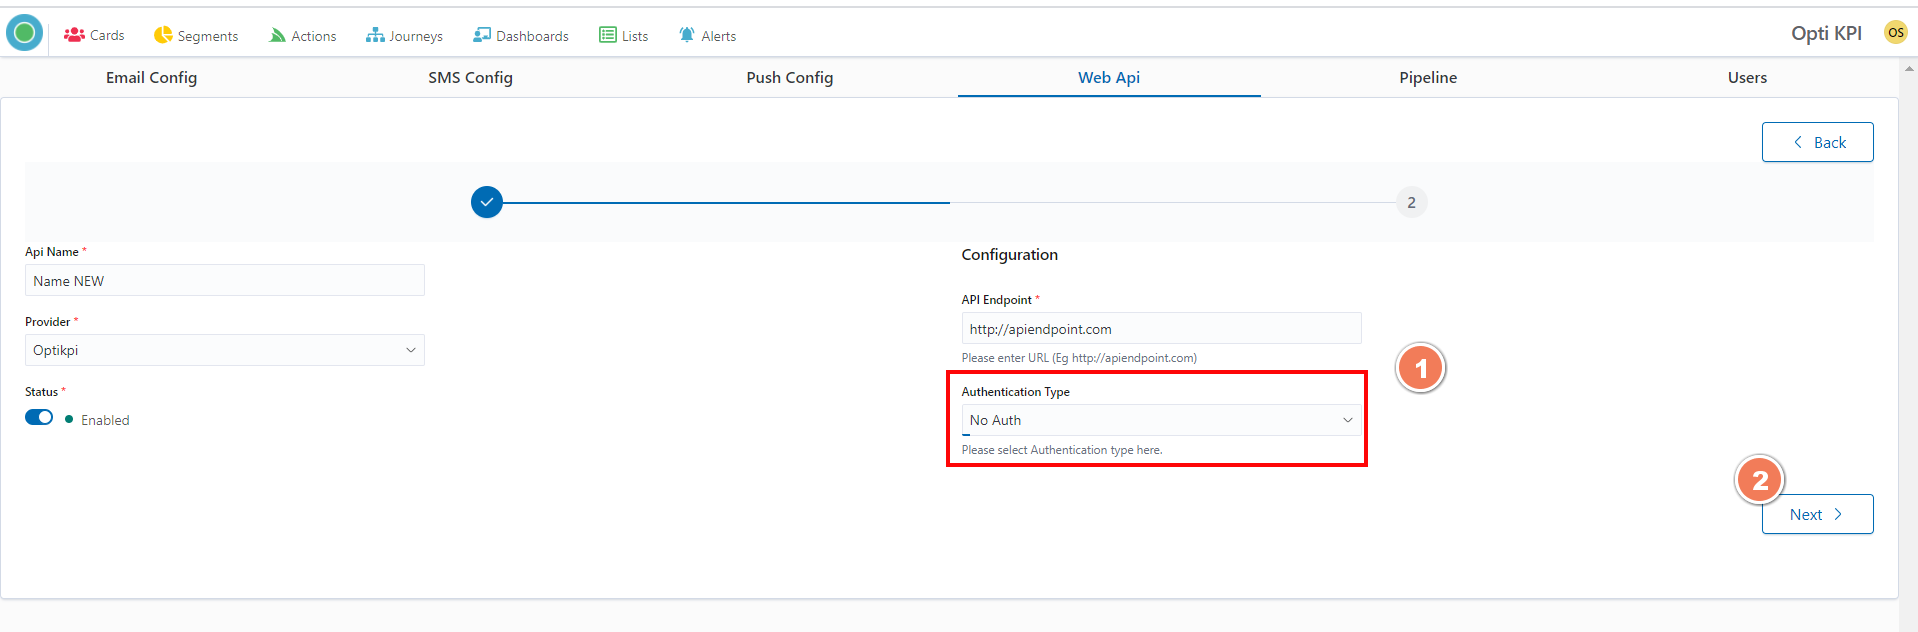 Cards Segments Actions Journeys Dashboards Lists Alerts Opti KPI OS
Email Config SMS Config Push Config Web Api Pipeline Users
Back
2
Api Name *
Name NEW
Provider *
Optikpi
Status *
Enabled
Configuration
API Endpoint *
http://apiendpoint.com
Please enter URL (Eg http://apiendpoint.com)
1
Authentication Type
No Auth
Please select Authentication type here.
2
Next